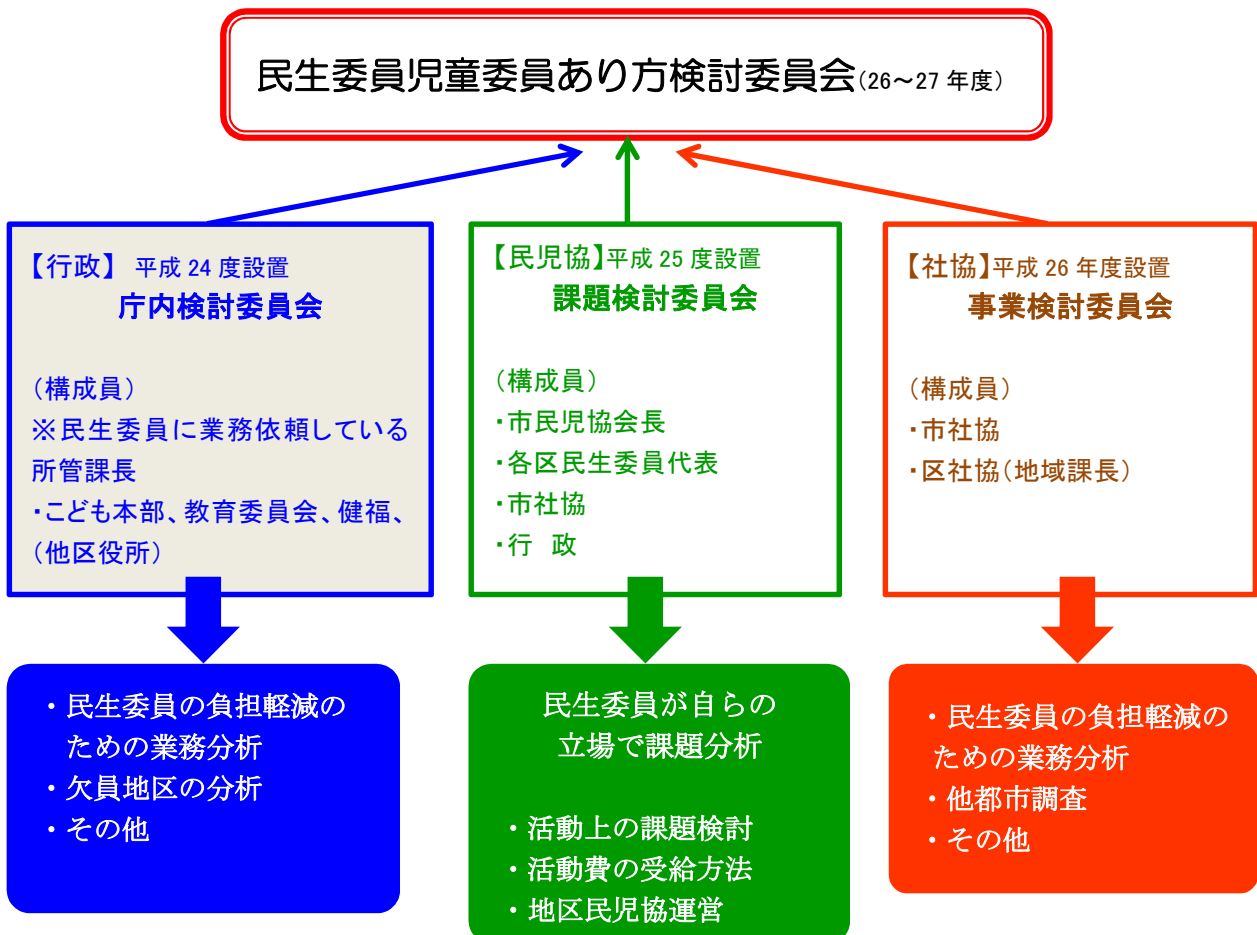 民生委員児童委員あり方検討委員会(26～27 年度)
【行政】 平成 24 度設置
庁内検討委員会
(構成員)
※民生委員に業務依頼している
所管課長
・こども本部、教育委員会、健福、
(他区役所)
【民児協】平成 25 度設置
課題検討委員会
(構成員)
・市民児協会長
・各区民生委員代表
・市社協
・行 政
【社協】平成 26 年度設置
事業検討委員会
(構成員)
・市社協
・区社協(地域課長)
・民生委員の負担軽減の
ための業務分析
・欠員地区の分析
・その他
民生委員が自らの
立場で課題分析
・活動上の課題検討
・活動費の受給方法
・地区民児協運営
・民生委員の負担軽減の
ための業務分析
・他都市調査
・その他